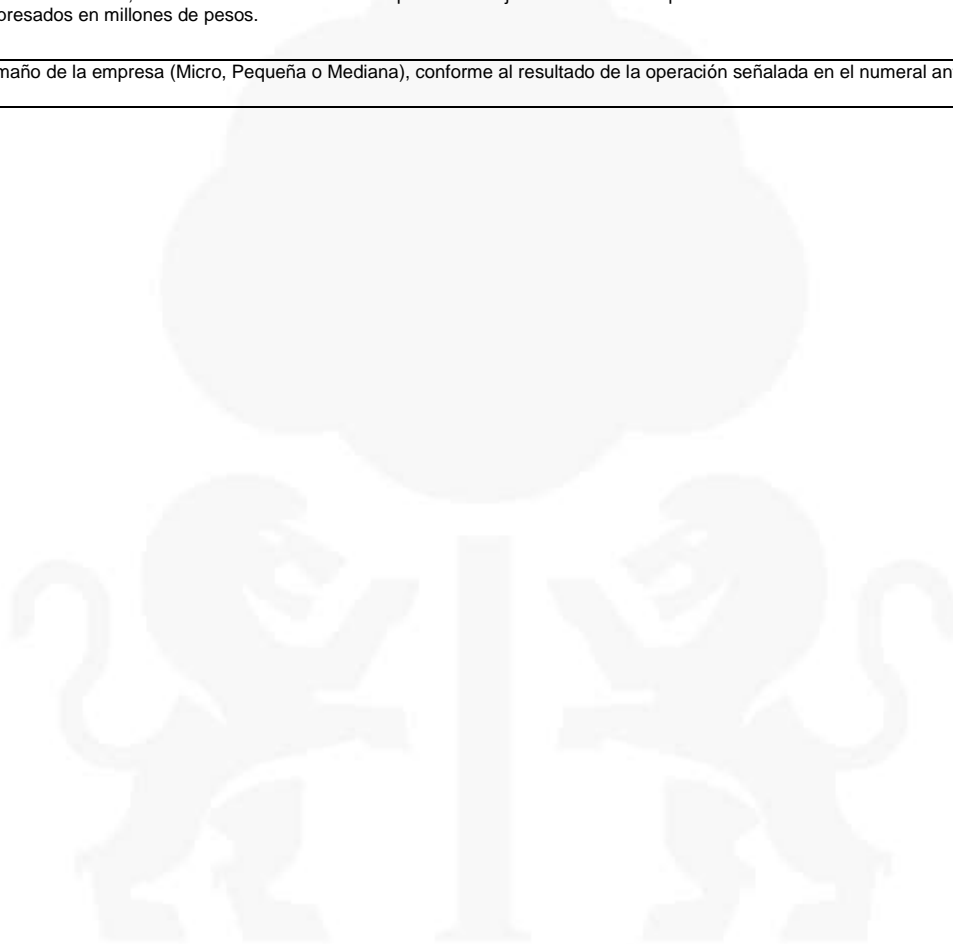 presados en millones de pesos.
maño de la empresa (Micro, Pequeña o Mediana), conforme al resultado de la operación señalada en el numeral an